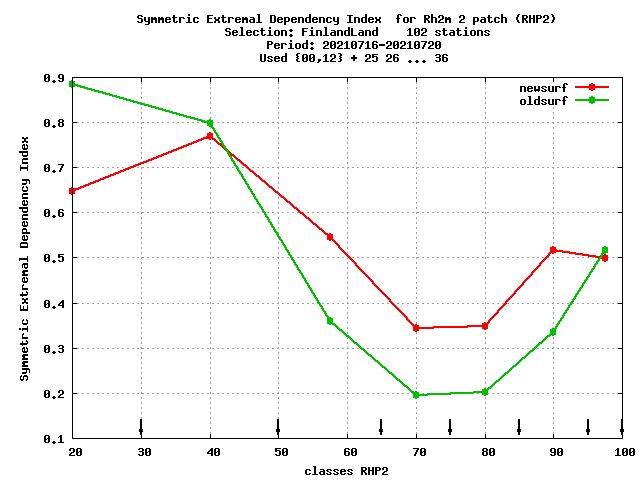 Symmetric Extremal Dependency Index  for Rh2m 2 patch (RHP2)
Selection: FinlandLand    102 stations
Period: 20210716-20210720
Used {00,12} + 25 26 ... 36
newsurf
oldsurf
0.9
0.8
0.7
0.6
0.5
0.4
0.3
0.2
0.1
Symmetric Extremal Dependency Index
20 30 40 50 60 70 80 90 100
classes RHP2